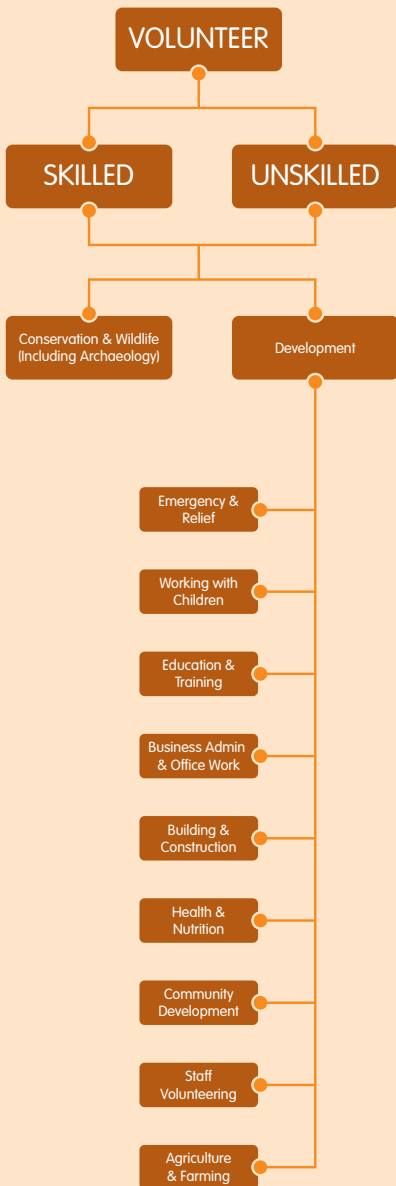 VOLUNTEER
SKILLED
UNSKILLED
Conservation & Wildlife
(Including Archaeology)
Development
Emergency &
Relief
Working with
Children
Education &
Training
Business Admin
& Office Work
Building &
Construction
Health &
Nutrition
Community
Development
Staff
Volunteering
Agriculture
& Farming